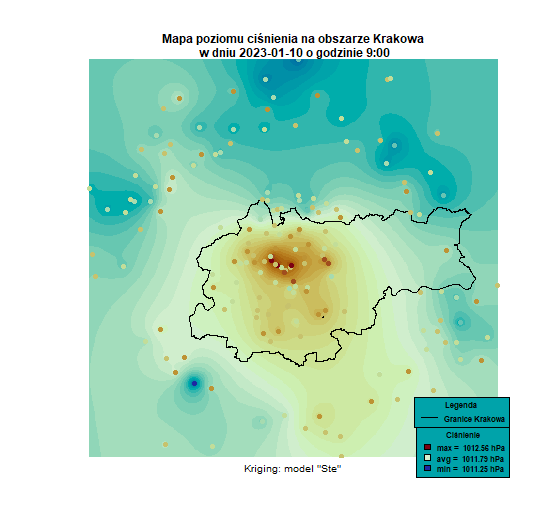 Mapa poziomu ciśnienia na obszarze Krakowa
w dniu 2023-01-10 o godzinie 9:00
Legenda
Granice Krakowa
Ciśnienie
max = 1012.56 hPa
avg = 1011.79 hPa
min = 1011.25 hPa
Kriging: model "Ste"